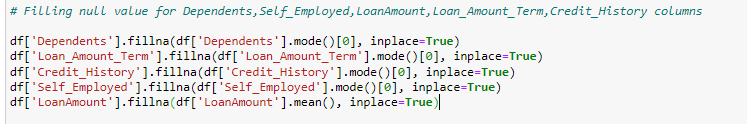 # Filling null value for Dependents,Self_Employed,LoanAmount,Loan_Amount_Term,Credit_History columns
df['Dependents'].fillna(df['Dependents'].mode()[0], inplace=True)
df['Loan_Amount_Term'].fillna(df['Loan_Amount_Term'].mode()[0], inplace=True)
df['Credit_History'].fillna(df['Credit_History'].mode()[0], inplace=True)
df['Self_Employed'].fillna(df['Self_Employed'].mode()[0], inplace=True)
df['LoanAmount'].fillna(df['LoanAmount'].mean(), inplace=True)